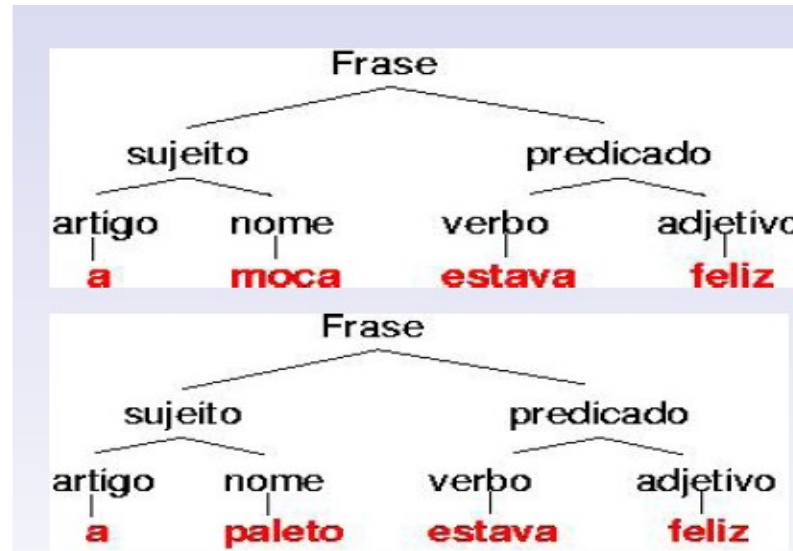 Frase
sujeito predicado
artigo nome verbo adjetivo
a moca estava feliz
Frase
sujeito predicado
artigo nome verbo adjetivo
a paleto estava feliz